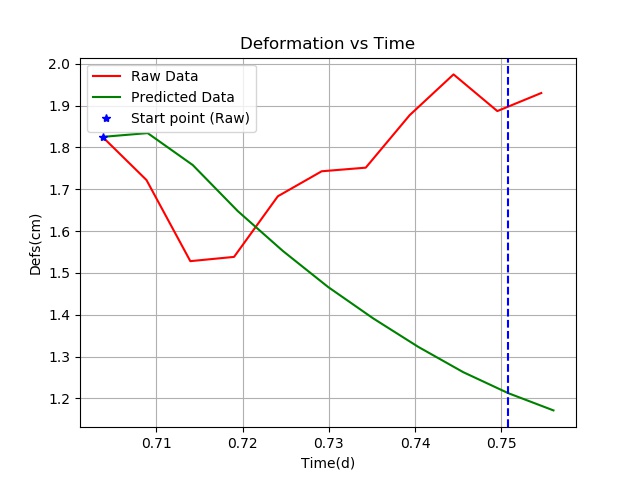 Deformation vs Time
Raw Data
Predicted Data
Start point (Raw)
Defs(cm)
2.0
1.9
1.8
1.7
1.6
1.5
1.4
1.3
1.2
0.71 0.72 0.73 0.74 0.75
Time(d)